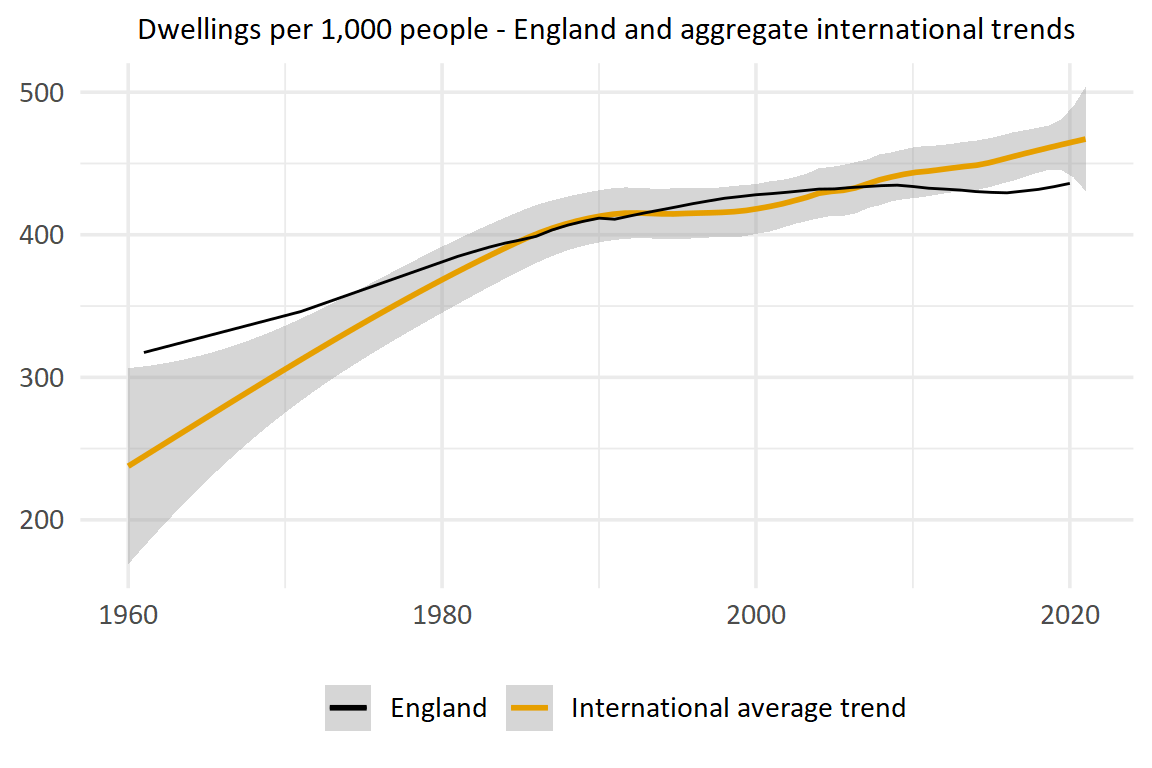 Dwellings per 1,000 people - England and aggregate international trends
500
400
300
200
1960 1980 2000 2020
England International average trend